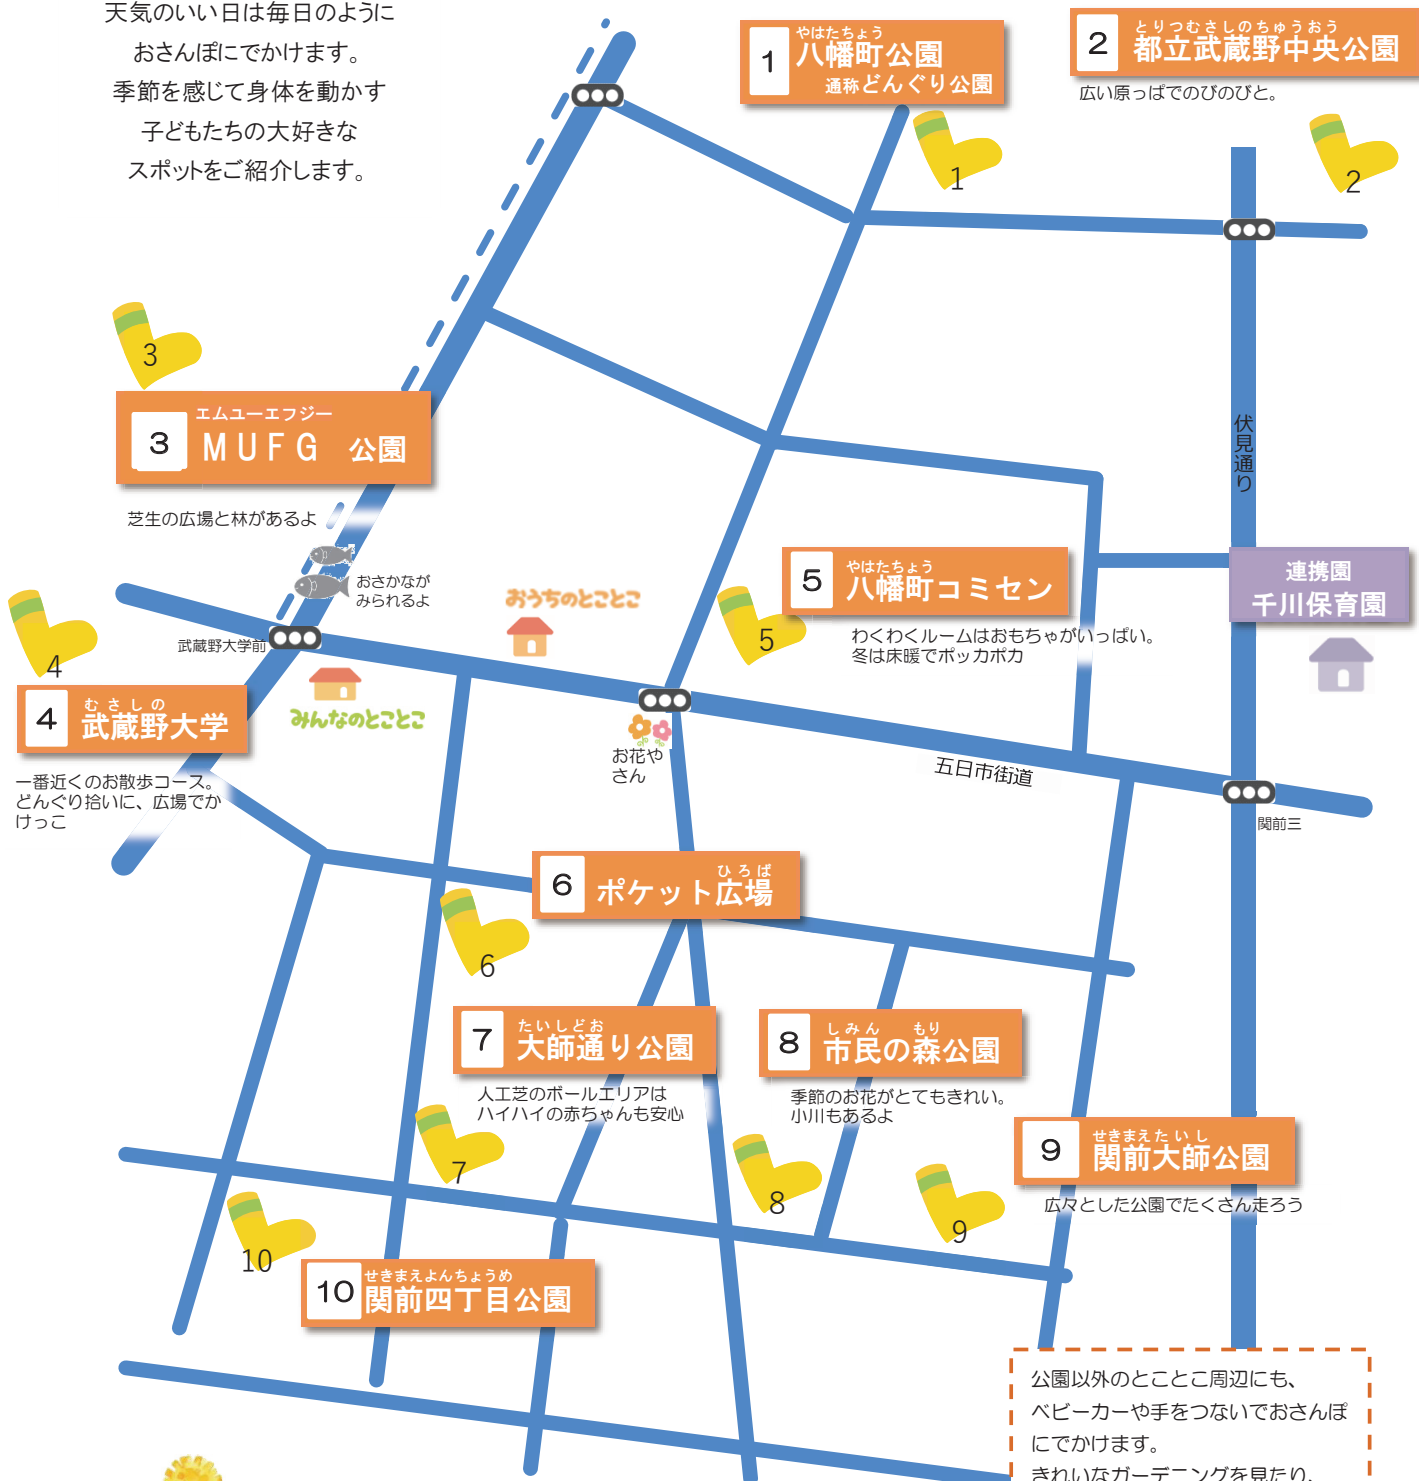 天気のいい日は毎日のように
おさんぽにでかけます。
季節を感じて身体を動かす
子どもたちの大好きな
スポットをご紹介します。
やはたちょう
1 八幡町公園
通称どんぐり公園
とりつむさしのちゅうおう
2 都立武蔵野中央公園
広い原っぱでのびのびと。
1
2
3
エムユーエフジー
3 MUFG 公園
芝生の広場と林があるよ
おさかなが
みられるよ
伏見通り
連携園
千川保育園
やはたちょう
5 八幡町コミセン
わくわくルームはおもちゃがいっぱい。
冬は床暖でポッカポカ
5
おうちのとことこ
武蔵野大学前
みんなのとことこ
4
むさしの
4 武蔵野大学
一番近くのお散歩コース。
どんぐり拾いに、広場でか
けっこ
お花や
さん
五日市街道
関前三
ひろば
6 ポケット広場
6
たいしどお
7 大師通り公園
人工芝のボールエリアは
ハイハイの赤ちゃんも安心
7
しみん もり
8 市民の森公園
季節のお花がとてもきれい。
小川もあるよ
8
せきまえたいし
9 関前大師公園
広々とした公園でたくさん走ろう
9
10
せきまえよんちょうめ
10 関前四丁目公園
公園以外のとことこ周辺にも、
ベビーカーや手をつないでおさんぽ
にでかけます。
きれいなガーデニングを見たり、